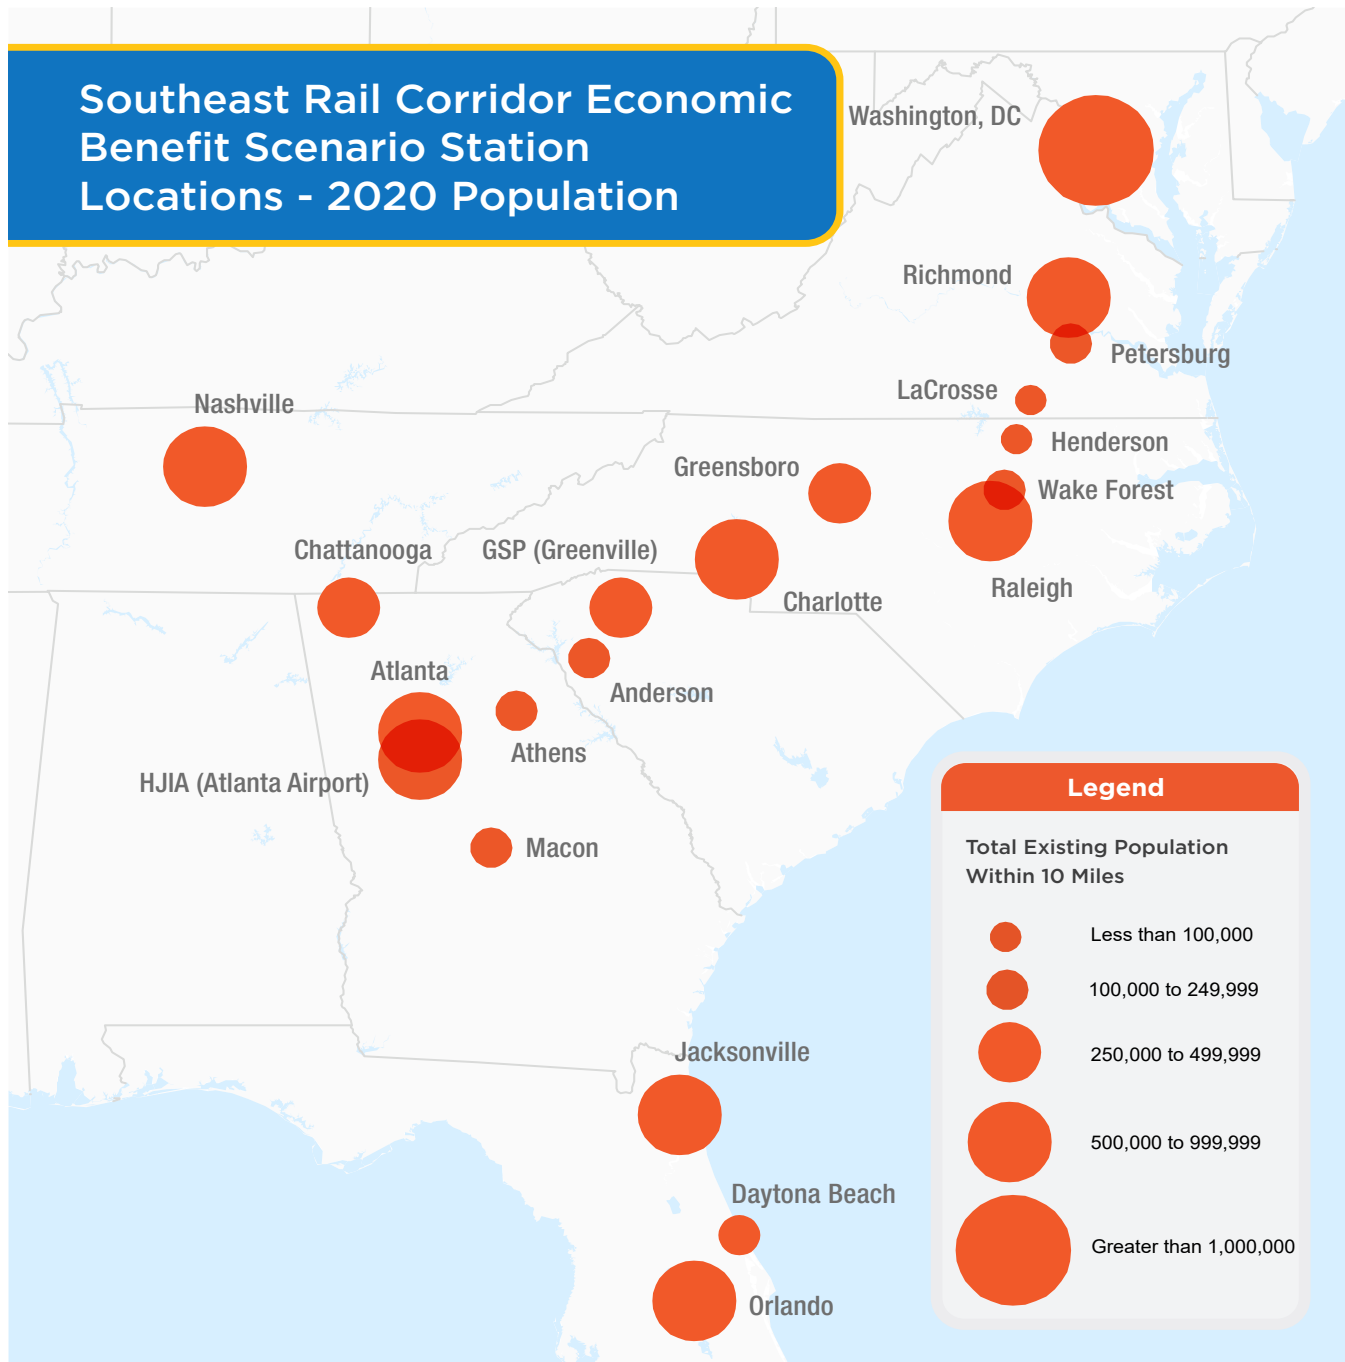 Southeast Rail Corridor Economic
Benefit Scenario Station
Locations - 2020 Population
Washington, DC
Richmond
Petersburg
LaCrosse
Nashville
Henderson
Greensboro
Wake Forest
Chattanooga
GSP (Greenville)
Raleigh
Charlotte
Atlanta
Anderson
Athens
HJIA (Atlanta Airport)
Macon
Legend
Total Existing Population
Within 10 Miles
Less than 100,000
100,000 to 249,999
250,000 to 499,999
500,000 to 999,999
Greater than 1,000,000
Jacksonville
Daytona Beach
Orlando